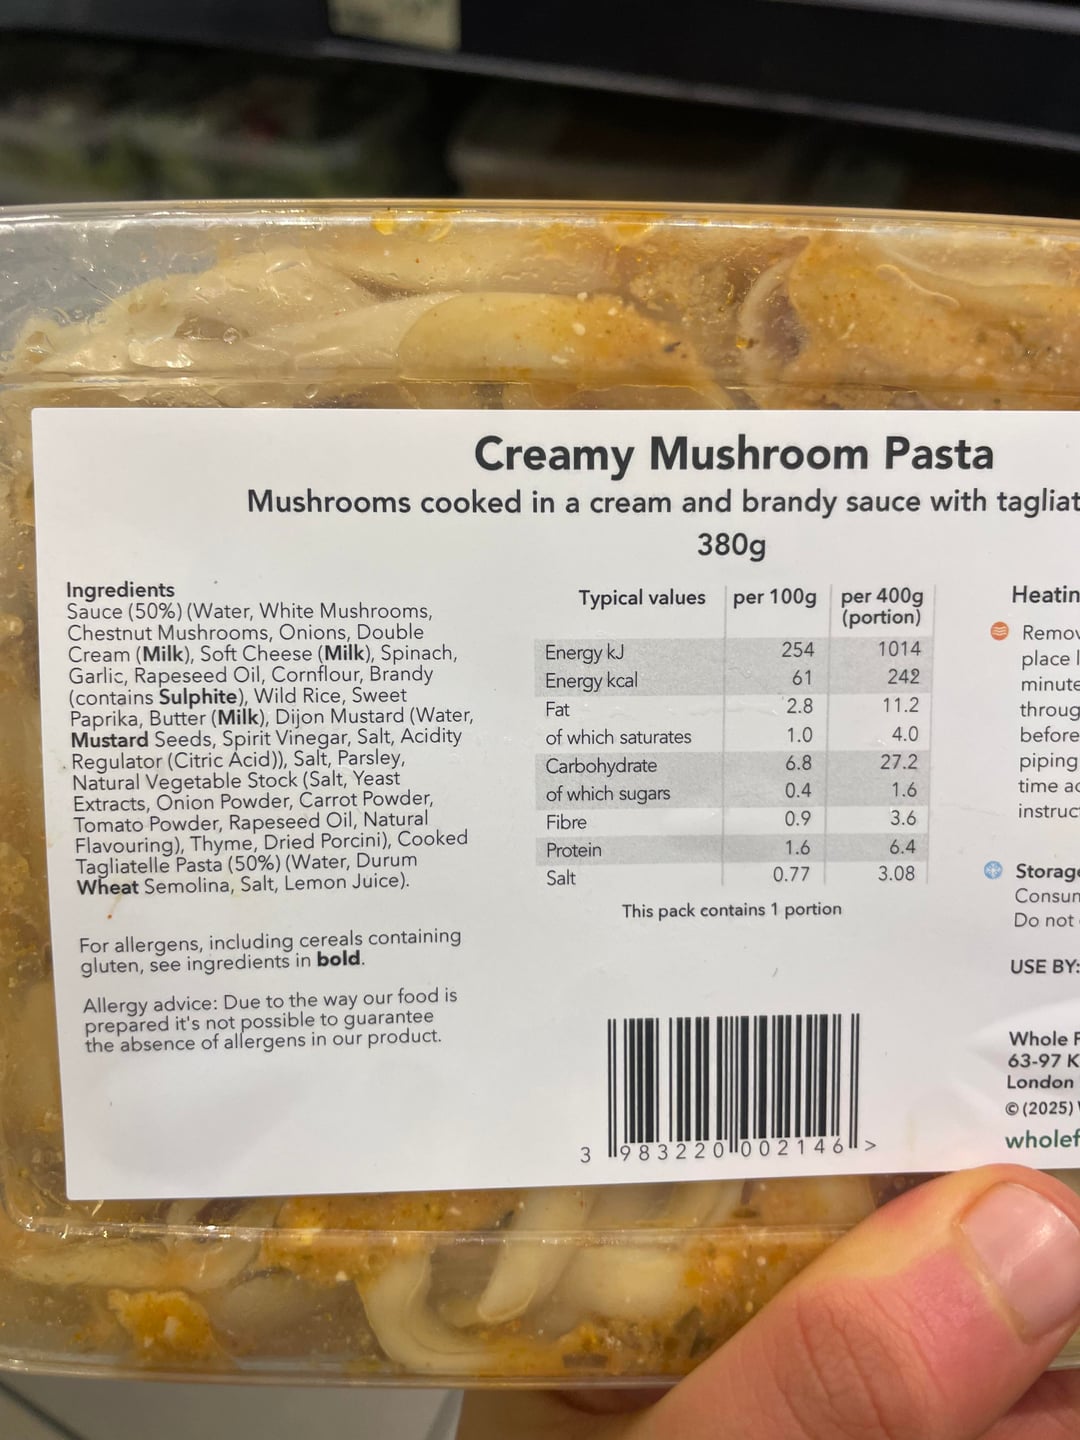 Creamy Mushroom Pasta
Mushrooms cooked in a cream and brandy sauce with
380g
Ingredients
Sauce (50%) (Water, White Mushrooms,
Chestnut Mushrooms, Onions, Double
Cream (Milk), Soft Cheese (Milk), Spinach,
Garlic, Rapeseed Oil, Cornflour, Brandy
(contains Sulphite), Wild Rice, Sweet
Paprika, Butter (Milk), Dijon Mustard (Water,
Mustard Seeds, Spirit Vinegar, Salt, Acidity
Regulator (Citric Acid)), Salt, Parsley,
Natural Vegetable Stock (Salt, Yeast
Extracts, Onion Powder, Carrot Powder,
Tomato Powder, Rapeseed Oil, Natural
Flavouring), Thyme, Dried Porcini), Cooked
Tagliatelle Pasta (50%) (Water, Durum
Wheat Semolina, Salt, Lemon Juice).
For allergens, including cereals containing
gluten, see ingredients in bold.
Allergy advice: Due to the way our food is
prepared it's not possible to guarantee
the absence of allergens in our product.
Typical values per 100g per 400g
(portion)
Energy kJ 254 1014
Energy kcal 61 242
Fat 2.8 11.2
of which saturates 1.0 4.0
Carbohydrate 6.8 27.2
of which sugars 0.4 1.6
Fibre 0.9 3.6
Protein 1.6 6.4
Salt 0.77 3.08
This pack contains 1 portion
3 983220 002146 >
place
before
piping
time
Do not
USE BY:
Whole
63-97
London
© (2025)